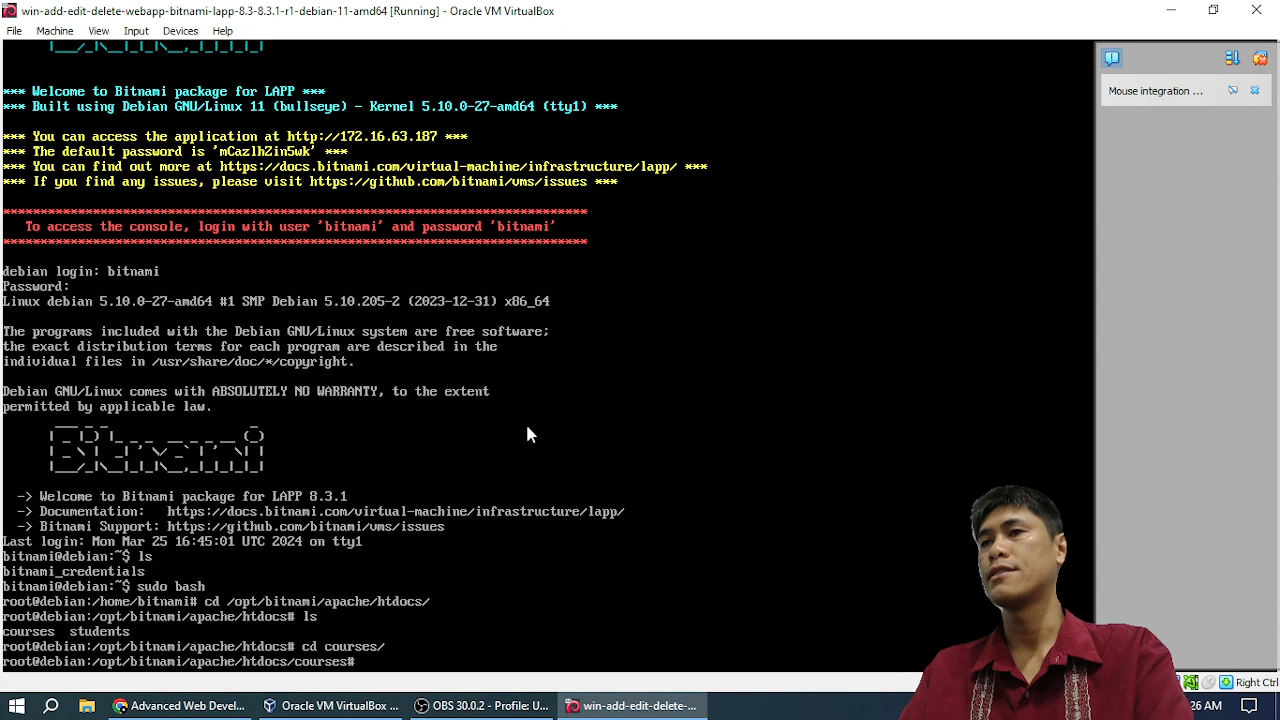 win-add-edit-delete-webapp-bitnami-lapp-8.3-8.3.1-r1-debian-11-amd64 [Running] - Oracle VM VirtualBox
File Machine View Input Devices Help
*** Welcome to Bitnami package for LAPP ***
*** Built using Debian GNU/Linux 11 (bullseye) - Kernel 5.10.0-27-amd64 (tty1) ***
Mouse integration ...
*** You can access the application at http://172.16.63.187 ***
*** The default password is 'mCazlhZin5wk' ***
*** You can find out more at https://docs.bitnami.com/virtual-machine/infrastructure/lapp/ ***
*** If you find any issues, please visit https://github.com/bitnami/vms/issues ***
******************************************************************************
To access the console, login with user 'bitnami' and password 'bitnami'
******************************************************************************
debian login: bitnami
Password:
Linux debian 5.10.0-27-amd64 #1 SMP Debian 5.10.205-2 (2023-12-31) x86_64
The programs included with the Debian GNU/Linux system are free software;
the exact distribution terms for each program are described in the
individual files in /usr/share/doc/*/copyright.
Debian GNU/Linux comes with ABSOLUTELY NO WARRANTY, to the extent
permitted by applicable law.
Bitnami
-> Welcome to Bitnami package for LAPP 8.3.1
-> Documentation: https://docs.bitnami.com/virtual-machine/infrastructure/lapp/
-> Bitnami Support: https://github.com/bitnami/vms/issues
Last login: Mon Mar 25 16:45:01 UTC 2024 on tty1
bitnami@debian:~$ ls
bitnami_credentials
bitnami@debian:~$ sudo bash
root@debian:/home/bitnami# cd /opt/bitnami/apache/htdocs/
root@debian:/opt/bitnami/apache/htdocs# ls
courses students
root@debian:/opt/bitnami/apache/htdocs# cd courses/
root@debian:/opt/bitnami/apache/htdocs/courses#
Right Ctrl
Advanced Web Devel... Oracle VM VirtualBox ... OBS 30.0.2 - Profile: U... win-add-edit-delete-... 26 AM